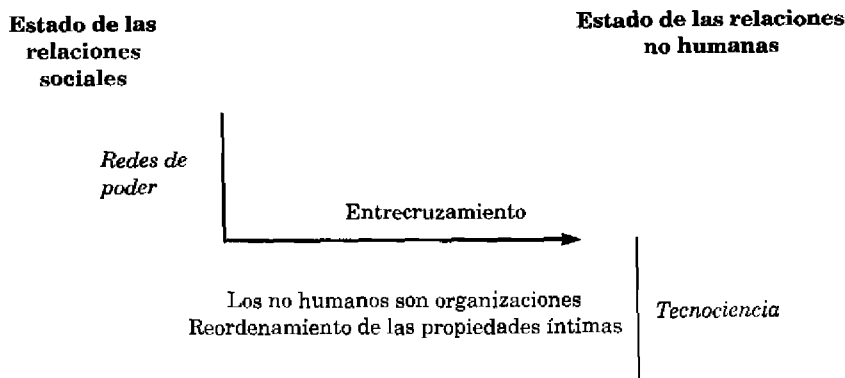 Estado de las
relaciones
sociales
Estado de las relaciones
no humanas
Redes de
poder
Entrecruzamiento
Los no humanos son organizaciones
Reordenamiento de las propiedades íntimas
Tecnociencia